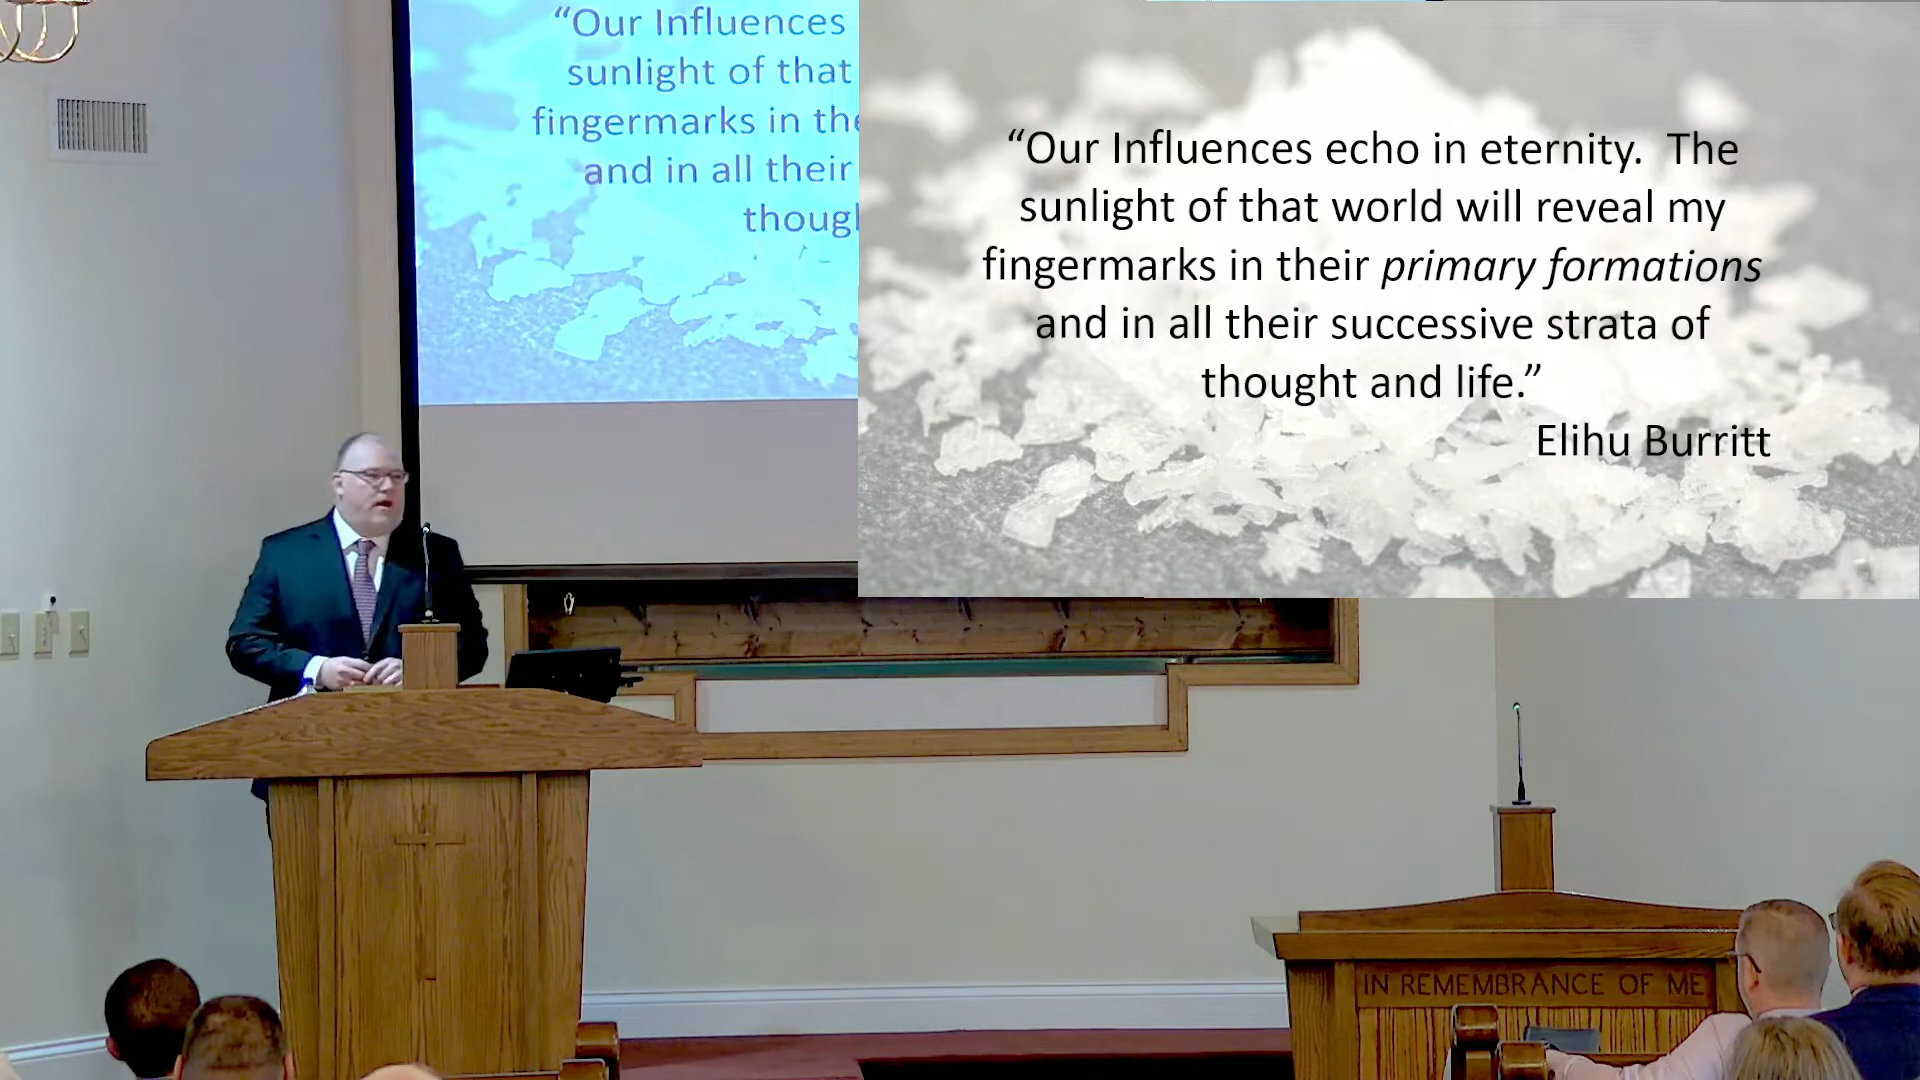 “Our Influences
sunlight of that
fingermarks in the
and in all their
though
“Our Influences echo in eternity.  The
sunlight of that world will reveal my
fingermarks in their primary formations
and in all their successive strata of
thought and life.”
Elihu Burritt
IN REMEMBRANCE OF ME